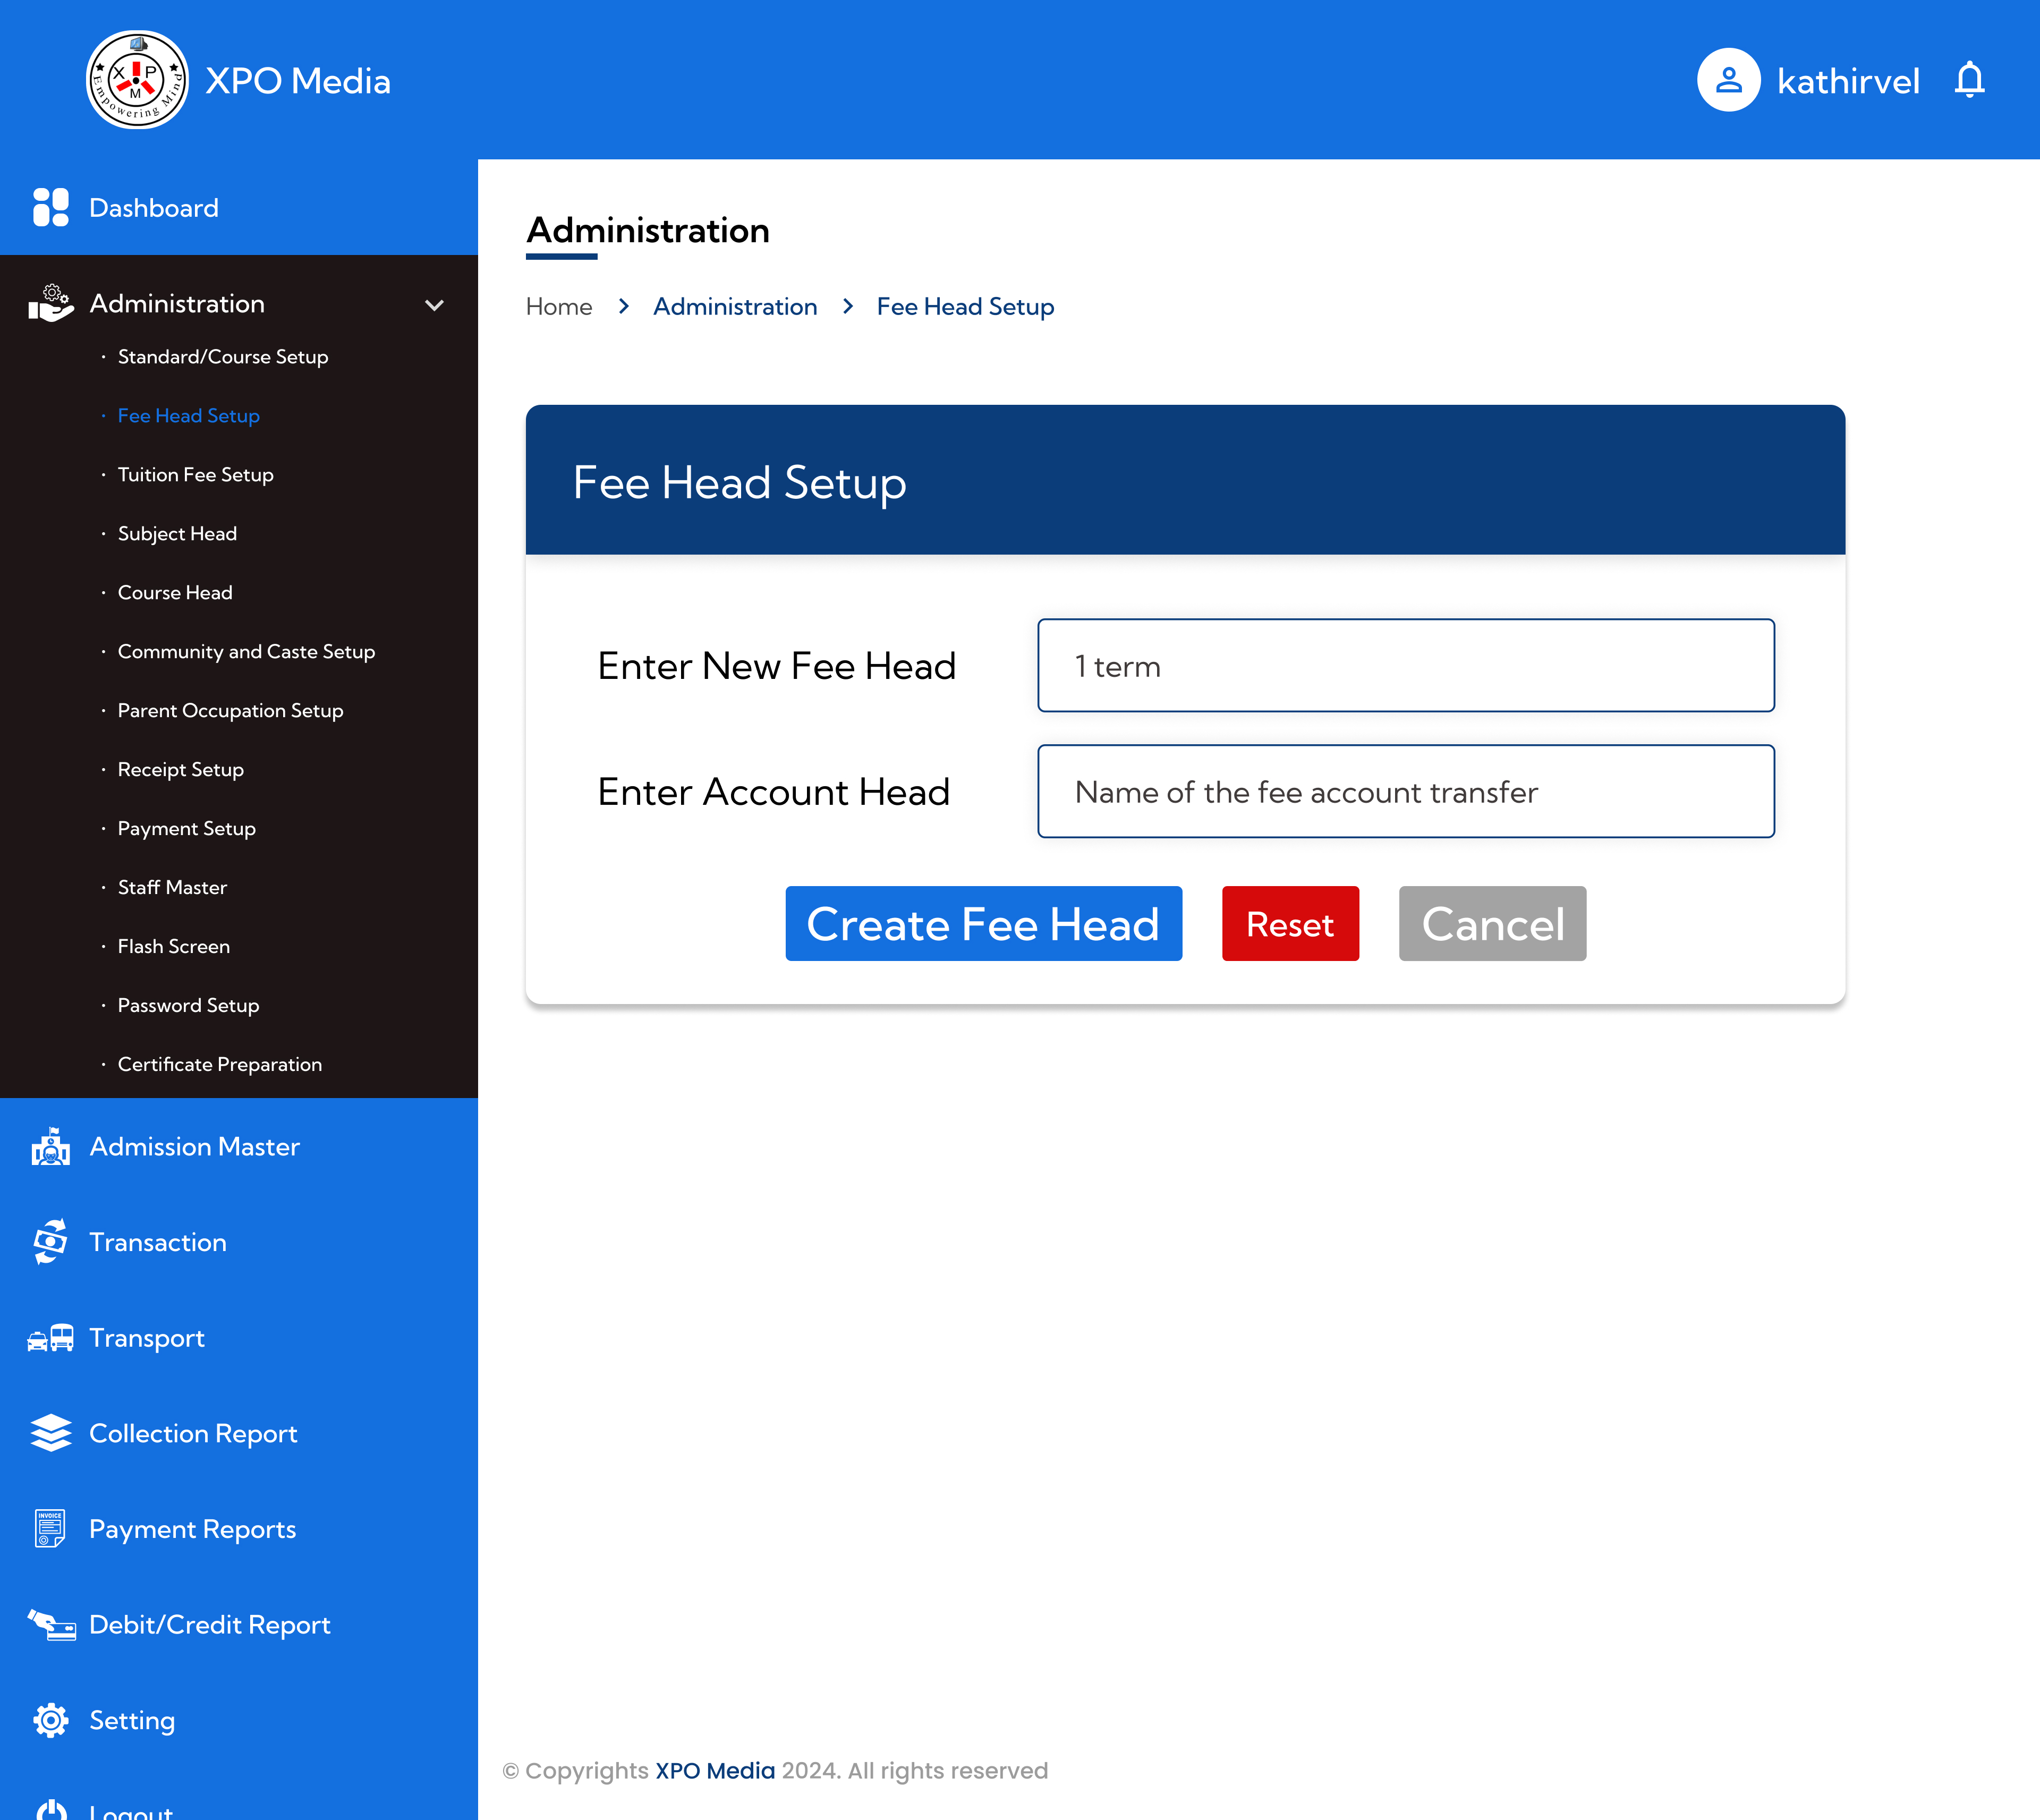 X P
M
Empowering Mind
XPO Media
kathirvel
Dashboard
Administration
· Standard/Course Setup
· Fee Head Setup
· Tuition Fee Setup
· Subject Head
· Course Head
· Community and Caste Setup
· Parent Occupation Setup
· Receipt Setup
· Payment Setup
· Staff Master
· Flash Screen
· Password Setup
· Certificate Preparation
Admission Master
Transaction
Transport
Collection Report
INVOICE
Payment Reports
Debit/Credit Report
Setting
Logout
Administration
Home > Administration > Fee Head Setup
Fee Head Setup
Enter New Fee Head 1 term
Enter Account Head Name of the fee account transfer
Create Fee Head Reset Cancel
© Copyrights XPO Media 2024. All rights reserved